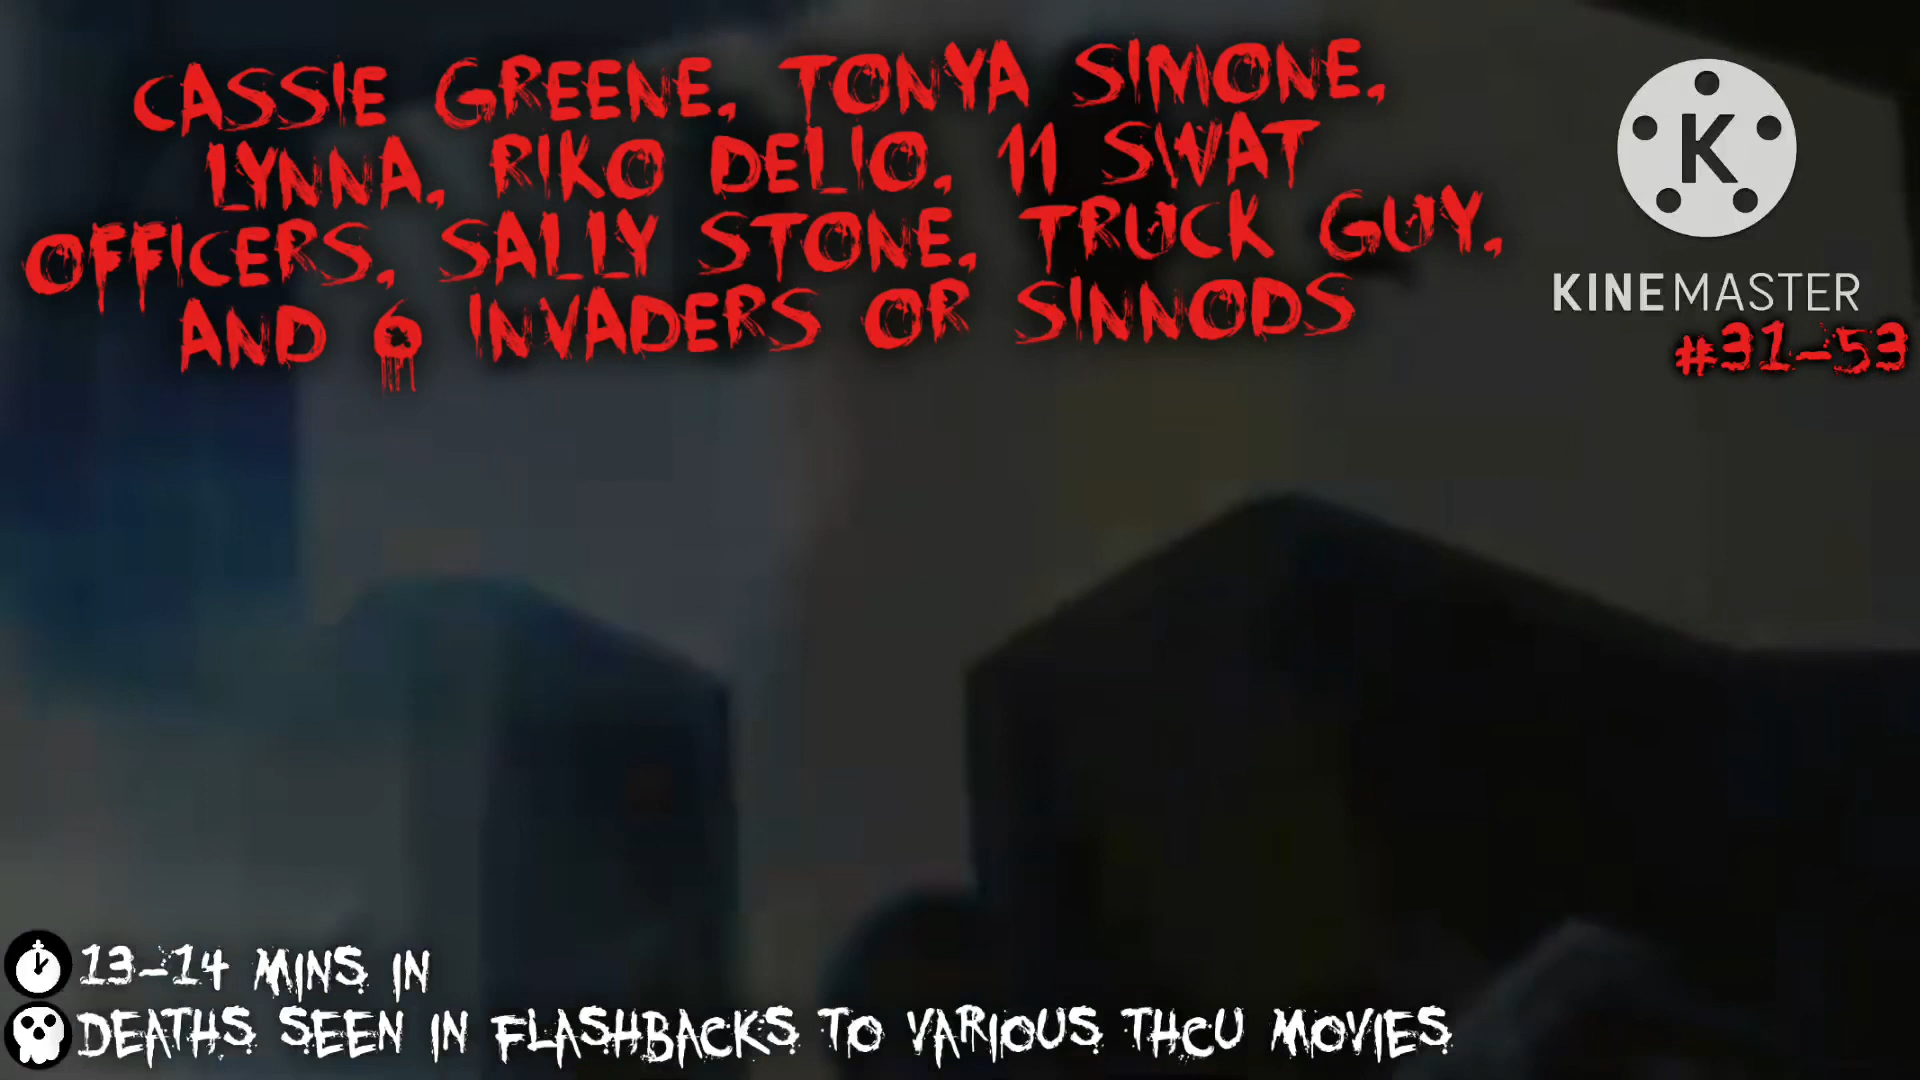 CASSIE GREENE, TONYA SIMONE,
LYNNA, RIKO DELIO, 11 SWAT
OFFICERS, SALLY STONE, TRUCK GUY,
AND 6 INVADERS OR SINNODS
K
KINEMASTER
#31-53
13-14 MINS IN
DEATHS SEEN IN FLASHBACKS TO VARIOUS THCU MOVIES